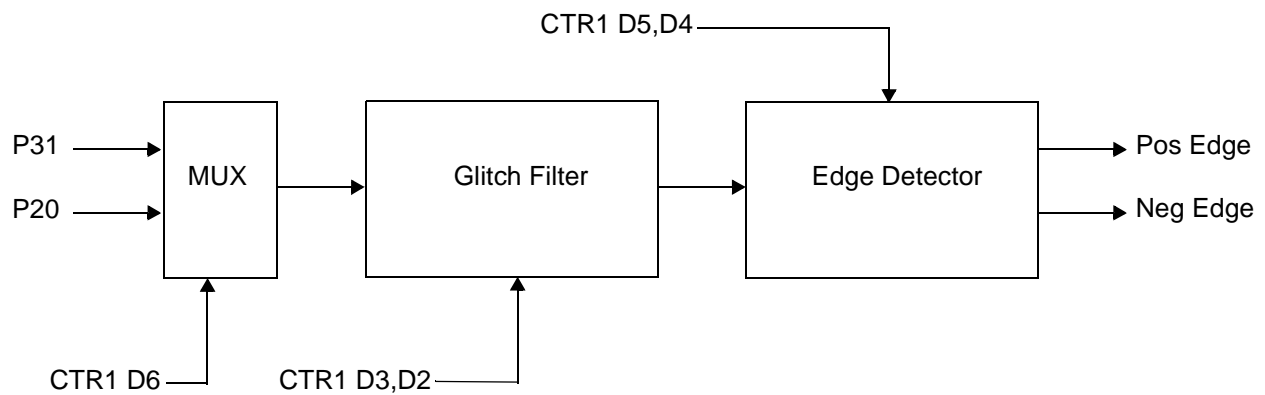 CTR1 D5,D4
P31
P20
MUX
Glitch Filter
Edge Detector
Pos Edge
Neg Edge
CTR1 D6
CTR1 D3,D2